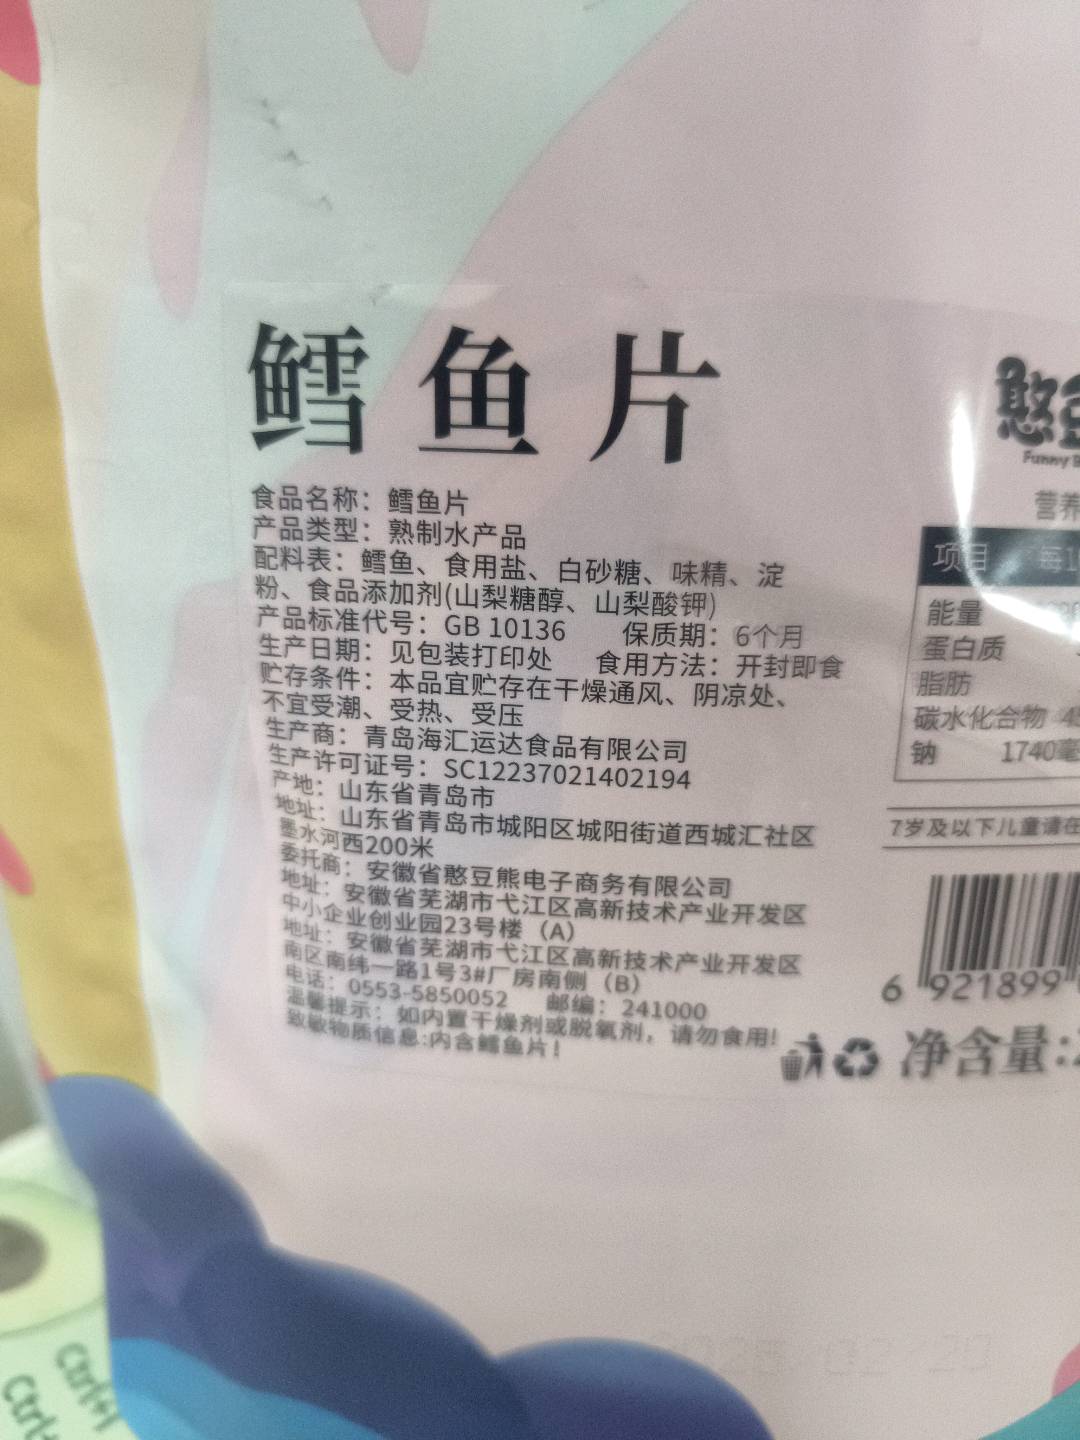 鳕鱼片
憨豆
Funny
食品名称：鳕鱼片
产品类型：熟制水产品
配料表：鳕鱼、食用盐、白砂糖、味精、淀
粉、食品添加剂(山梨糖醇、山梨酸钾)
产品标准代号：GB 10136 保质期：6个月
生产日期：见包装打印处 食用方法：开封即食
贮存条件：本品宜贮存在干燥通风、阴凉处、
不宜受潮、受热、受压
生产商：青岛海汇运达食品有限公司
生产许可证号：SC12237021402194
产地：山东省青岛市
地址：山东省青岛市城阳区城阳街道西城汇社区
墨水河西200米
委托商：安徽省憨豆熊电子商务有限公司
地址：安徽省芜湖市弋江区高新技术产业开发区
中小企业创业园23号楼（A）
地址：安徽省芜湖市弋江区高新技术产业开发区
南区南纬一路1号3#厂房南侧（B）
电话：0553-5850052 邮编：241000
温馨提示：如内置干燥剂或脱氧剂，请勿食用!
致敏物质信息:内含鳕鱼片！
营养
项目 每1
能量
蛋白质
脂肪
碳水化合物
钠 1740毫
7岁及以下儿童请在
6 921899
净含量:
Ctrl+
Ctrl+